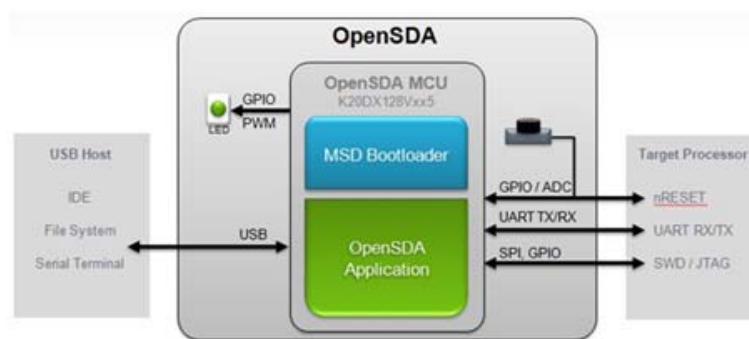 OpenSDA
OpenSDA MCU
K20DX128Vxx5
GPIO
LED
PWM
MSD Bootloader
USB Host
IDE
File System
Serial Terminal
USB
OpenSDA
Application
GPIO / ADC
UART TX/RX
SPI, GPIO
Target Processor
nRESET
UART RX/TX
SWD / JTAG